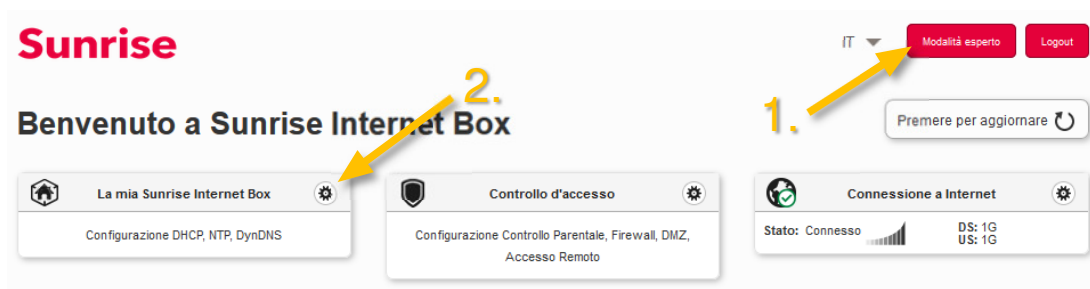 Sunrise
IT
Modalità esperto
Logout
1.
2.
Benvenuto a Sunrise Internet Box
Premere per aggiornare
La mia Sunrise Internet Box
Configurazione DHCP, NTP, DynDNS
Controllo d'accesso
Configurazione Controllo Parentale, Firewall, DMZ,
Accesso Remoto
Connessione a Internet
Stato: Connesso
DS: 1G
US: 1G